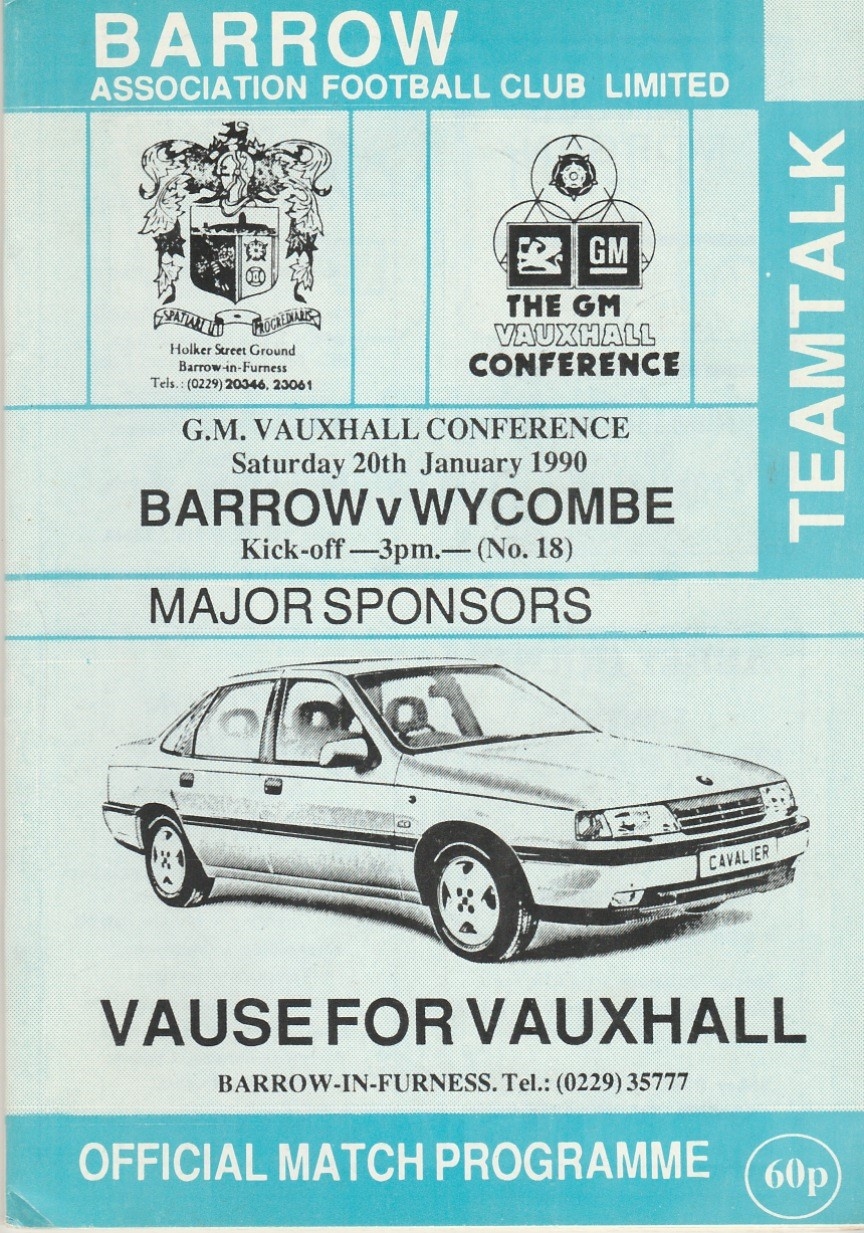 BARROW
ASSOCIATION FOOTBALL CLUB LIMITED
TEAMTALK
Holker Street Ground
Barrow-in-Furness
Tels.: (0229) 20346, 23061
GM
THE GM
VAUXHALL
CONFERENCE
G.M. VAUXHALL CONFERENCE
Saturday 20th January 1990
BARROW v WYCOMBE
Kick-off —3pm.— (No. 18)
MAJOR SPONSORS
CAVALIER
VAUSE FOR VAUXHALL
BARROW-IN-FURNESS. Tel.: (0229) 35777
OFFICIAL MATCH PROGRAMME
60p